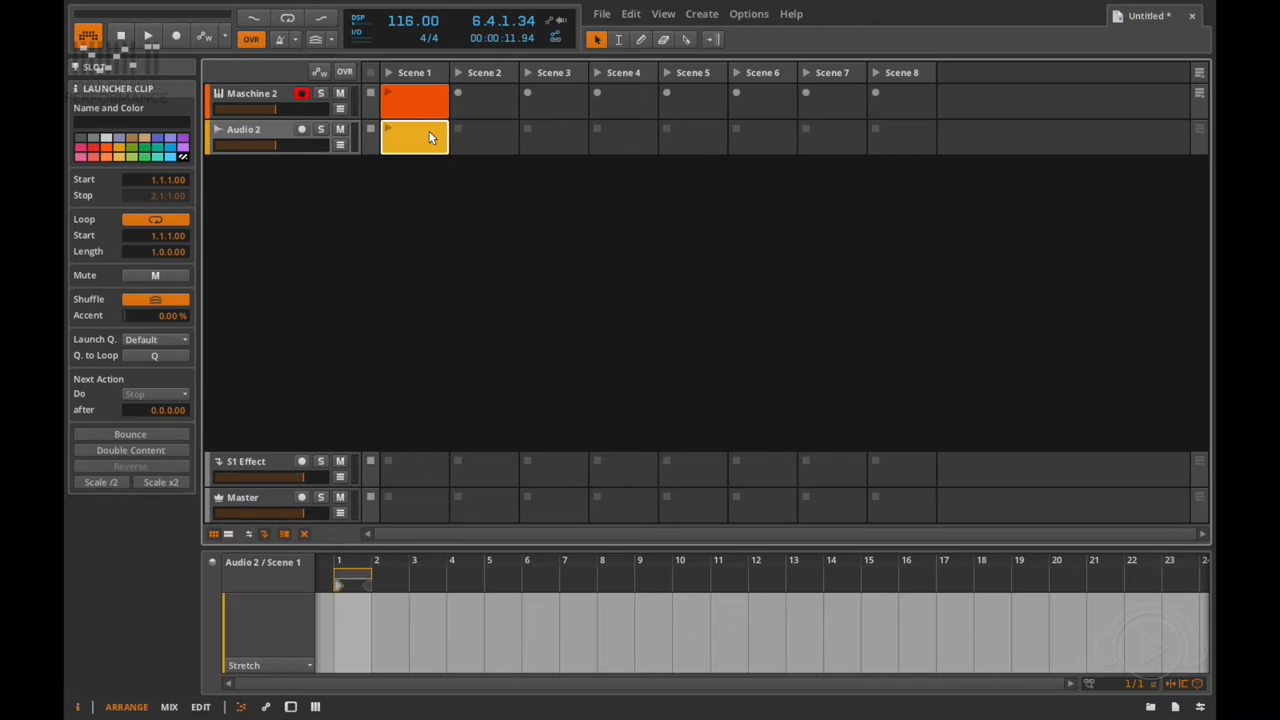 DSP
I/O
116.00
6.4.1.34
4/4
00:00:11.94
File Edit View Create Options Help
Untitled *
OVR
SLOT
OVR
Scene 1 Scene 2 Scene 3 Scene 4 Scene 5 Scene 6 Scene 7 Scene 8
LAUNCHER CLIP
Maschine 2 S M
PERFORMANCE
Name and Color
Audio 2 S M
Start 1.1.1.00
Stop 2.1.1.00
Loop
Start 1.1.1.00
Length 1.0.0.00
Mute M
Shuffle
Accent 0.00 %
Launch Q. Default
Q. to Loop Q
Next Action
Do Stop
after 0.0.0.00
Bounce
Double Content
Reverse
Scale /2 Scale x2
S1 Effect S M
Master S M
Audio 2 / Scene 1
1 2 3 4 5 6 7 8 9 10 11 12 13 14 15 16 17 18 19 20 21 22 23
Stretch
1/1 st
i ARRANGE MIX EDIT